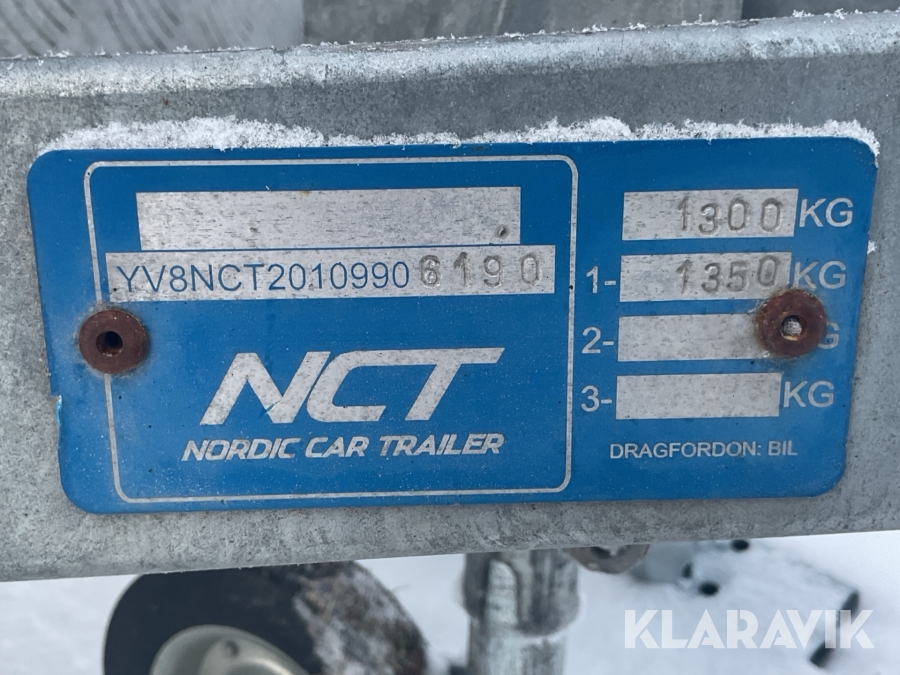 YV8NCT20109906190
NCT
NORDIC CAR TRAILER
1300 KG
1- 1350 KG
2- G
3- KG
DRAGFORDON: BIL
KLARAVIK